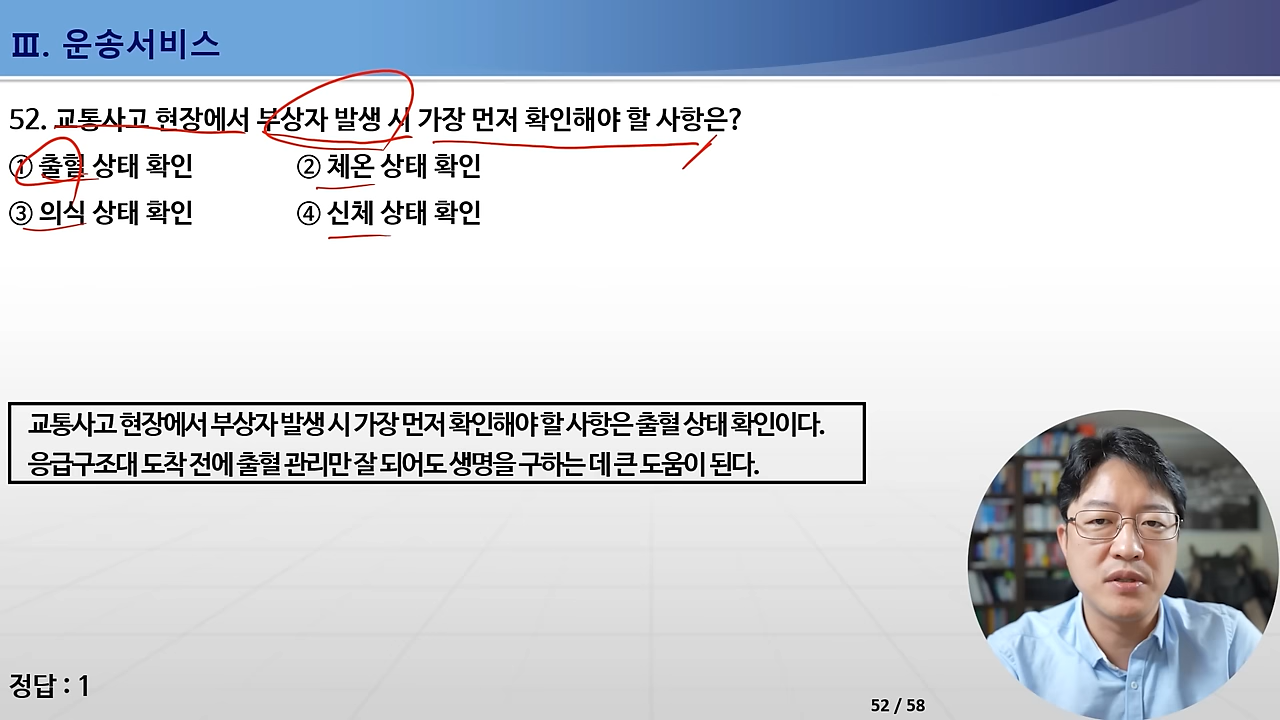 Ⅲ. 운송서비스
52. 교통사고 현장에서 부상자 발생 시 가장 먼저 확인해야 할 사항은?
① 출혈 상태 확인 ② 체온 상태 확인
③ 의식 상태 확인 ④ 신체 상태 확인
교통사고 현장에서 부상자 발생 시 가장 먼저 확인해야 할 사항은 출혈 상태 확인이다.
응급구조대 도착 전에 출혈 관리만 잘 되어도 생명을 구하는 데 큰 도움이 된다.
정답 : 1
52 / 58